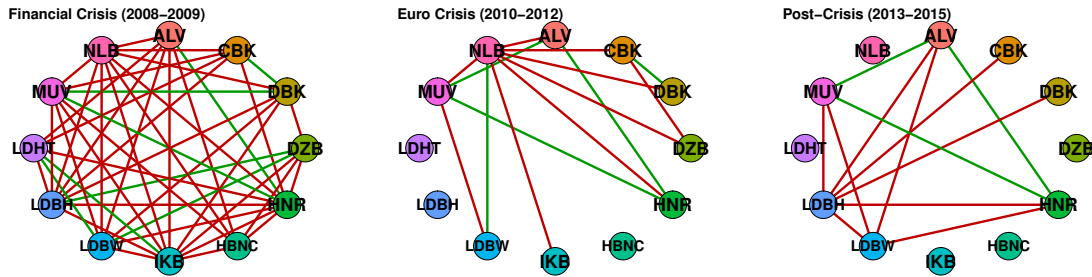 Financial Crisis (2008−2009)
ALV
CBK
DBK
DZB
HNR
HBNC
IKB
LDBW
LDBH
LDHT
MUV
NLB
Euro Crisis (2010−2012)
ALV
CBK
DBK
DZB
HNR
HBNC
IKB
LDBW
LDBH
LDHT
MUV
NLB
Post−Crisis (2013−2015)
ALV
CBK
DBK
DZB
HNR
HBNC
IKB
LDBW
LDBH
LDHT
MUV
NLB